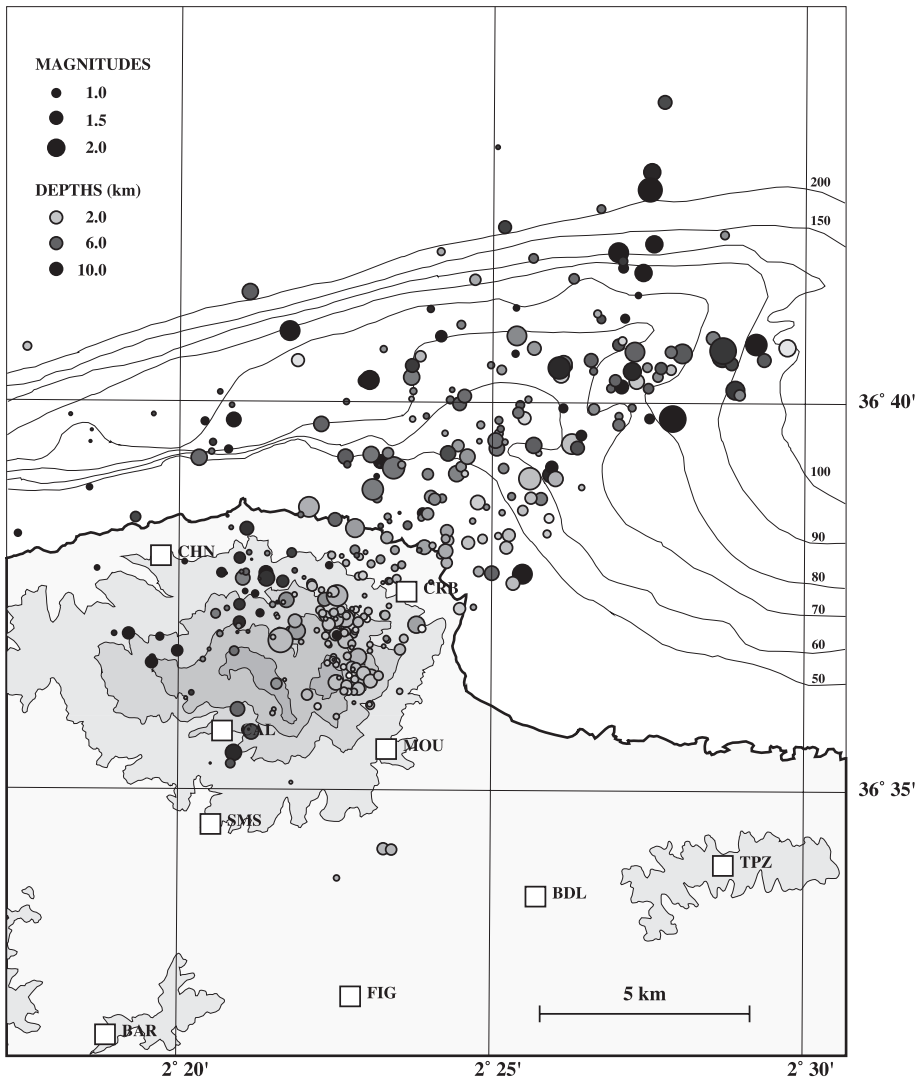 MAGNITUDES
1.0
1.5
2.0
DEPTHS (km)
2.0
6.0
10.0
200
150
36° 40'
100
90
80
70
60
50
CHN
CRB
AL
MOU
36° 35'
SMS
TPZ
BDL
FIG
5 km
BAR
2° 20'
2° 25'
2° 30'